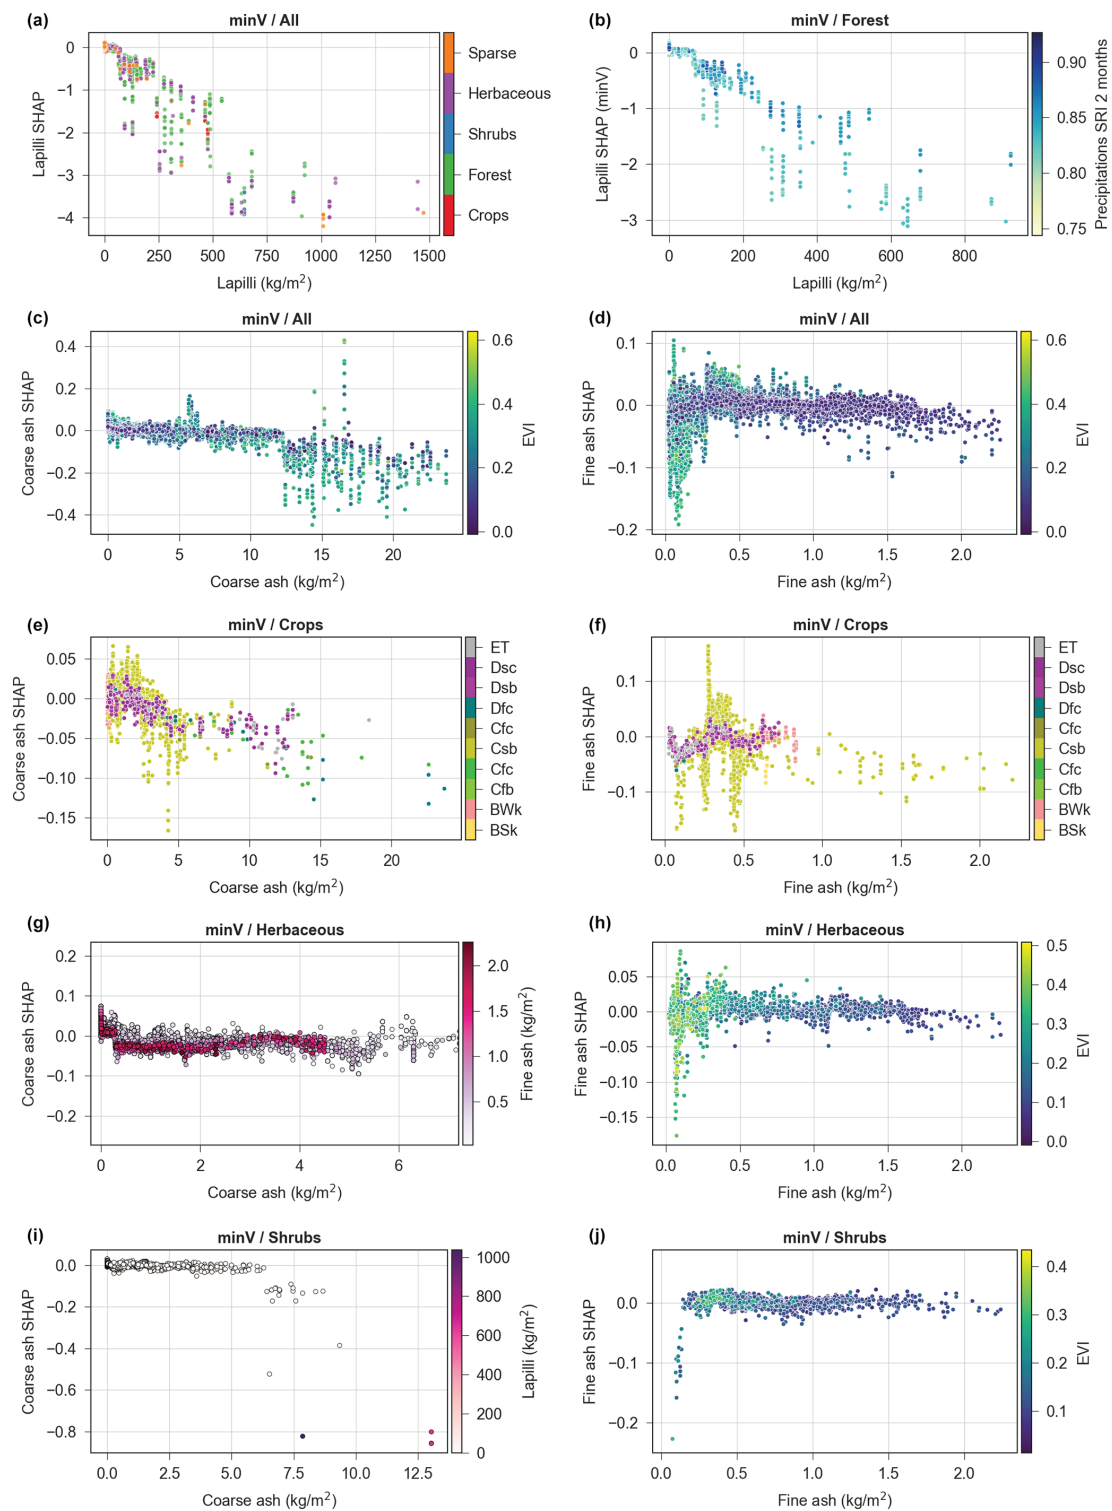 (a)
minV / All
0
−1
−2
−3
−4
Lapilli SHAP
0
250
500
750
1000
1250
1500
Lapilli (kg/m²)
Sparse
Herbaceous
Shrubs
Forest
Crops
(b)
minV / Forest
0
−1
−2
−3
Lapilli SHAP (minV)
0
200
400
600
800
Lapilli (kg/m²)
0.90
0.85
0.80
0.75
Precipitations SRI 2 months
(c)
minV / All
0.4
0.2
0.0
−0.2
−0.4
Coarse ash SHAP
0
5
10
15
20
Coarse ash (kg/m²)
0.6
0.4
0.2
0.0
EVI
(d)
minV / All
0.1
0.0
−0.1
−0.2
Fine ash SHAP
0.0
0.5
1.0
1.5
2.0
Fine ash (kg/m²)
0.6
0.4
0.2
0.0
EVI
(e)
minV / Crops
0.05
0.00
−0.05
−0.10
−0.15
Coarse ash SHAP
0
5
10
15
20
Coarse ash (kg/m²)
ET
Dsc
Dsb
Dfc
Cfc
Csb
Cfc
Cfb
BWk
BSk
(f)
minV / Crops
0.1
0.0
−0.1
Fine ash SHAP
0.0
0.5
1.0
1.5
2.0
Fine ash (kg/m²)
ET
Dsc
Dsb
Dfc
Cfc
Csb
Cfc
Cfb
BWk
BSk
(g)
minV / Herbaceous
0.2
0.1
0.0
−0.1
−0.2
Coarse ash SHAP
0
2
4
6
Coarse ash (kg/m²)
2.0
1.5
1.0
0.5
Fine ash (kg/m²)
(h)
minV / Herbaceous
0.05
0.00
−0.05
−0.10
−0.15
Fine ash SHAP
0.0
0.5
1.0
1.5
2.0
Fine ash (kg/m²)
0.5
0.4
0.3
0.2
0.1
0.0
EVI
(i)
minV / Shrubs
0.0
−0.2
−0.4
−0.6
−0.8
Coarse ash SHAP
0.0
2.5
5.0
7.5
10.0
12.5
Coarse ash (kg/m²)
1000
800
600
400
200
0
Lapilli (kg/m²)
(j)
minV / Shrubs
0.0
−0.1
−0.2
Fine ash SHAP
0.0
0.5
1.0
1.5
2.0
Fine ash (kg/m²)
0.4
0.3
0.2
0.1
EVI